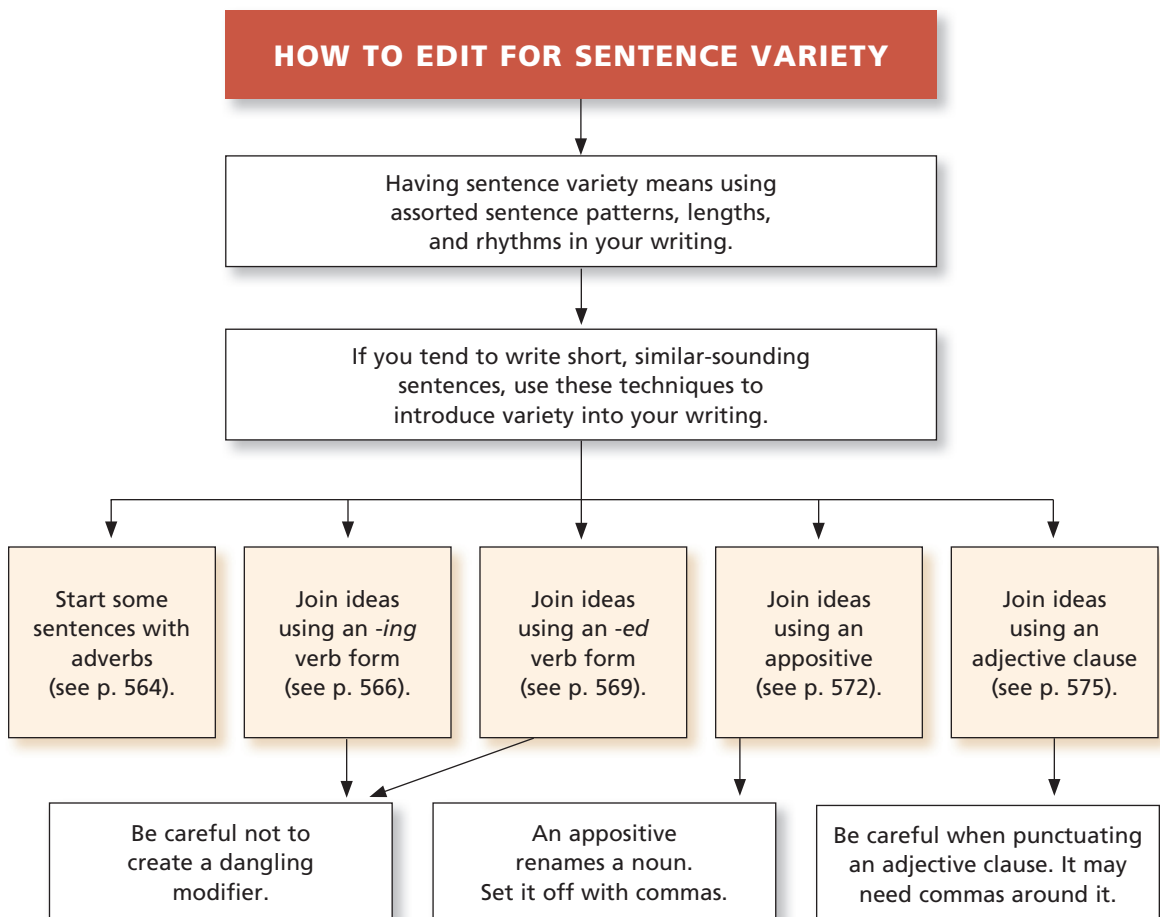 HOW TO EDIT FOR SENTENCE VARIETY
Having sentence variety means using
assorted sentence patterns, lengths,
and rhythms in your writing.
If you tend to write short, similar-sounding
sentences, use these techniques to
introduce variety into your writing.
Start some
sentences with
adverbs
(see p. 564).
Join ideas
using an -ing
verb form
(see p. 566).
Join ideas
using an -ed
verb form
(see p. 569).
Join ideas
using an
appositive
(see p. 572).
Join ideas
using an
adjective clause
(see p. 575).
Be careful not to
create a dangling
modifier.
An appositive
renames a noun.
Set it off with commas.
Be careful when punctuating
an adjective clause. It may
need commas around it.